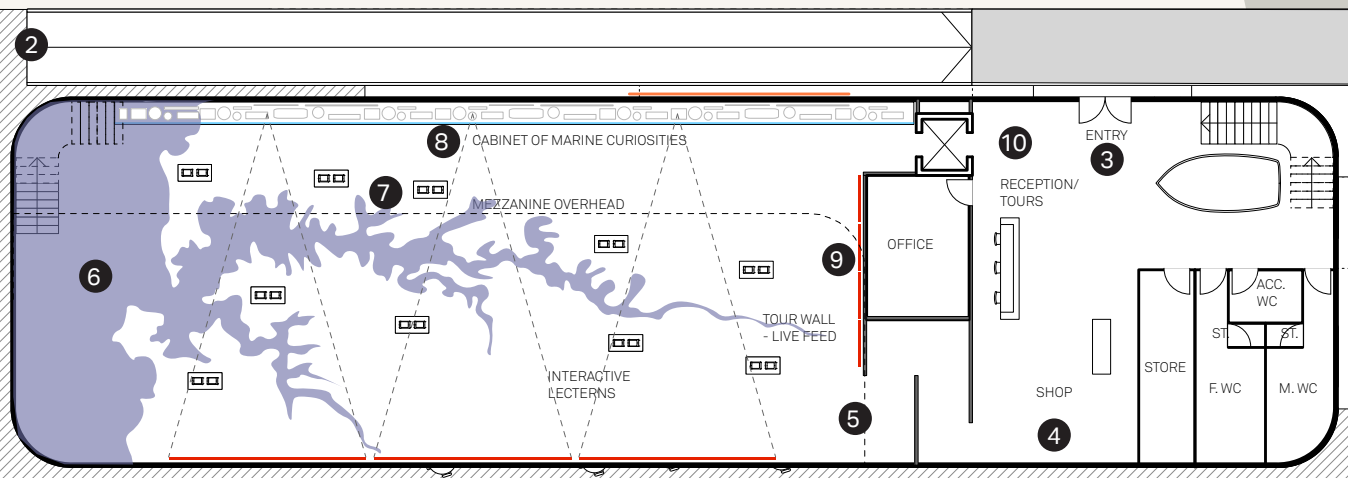 2
8
CABINET OF MARINE CURIOSITIES
10
ENTRY
3
7
MEZZANINE OVERHEAD
RECEPTION/
TOURS
6
9
OFFICE
ACC.
WC
TOUR WALL
- LIVE FEED
ST.
ST.
INTERACTIVE
LECTERNS
STORE
F. WC
M. WC
SHOP
5
4